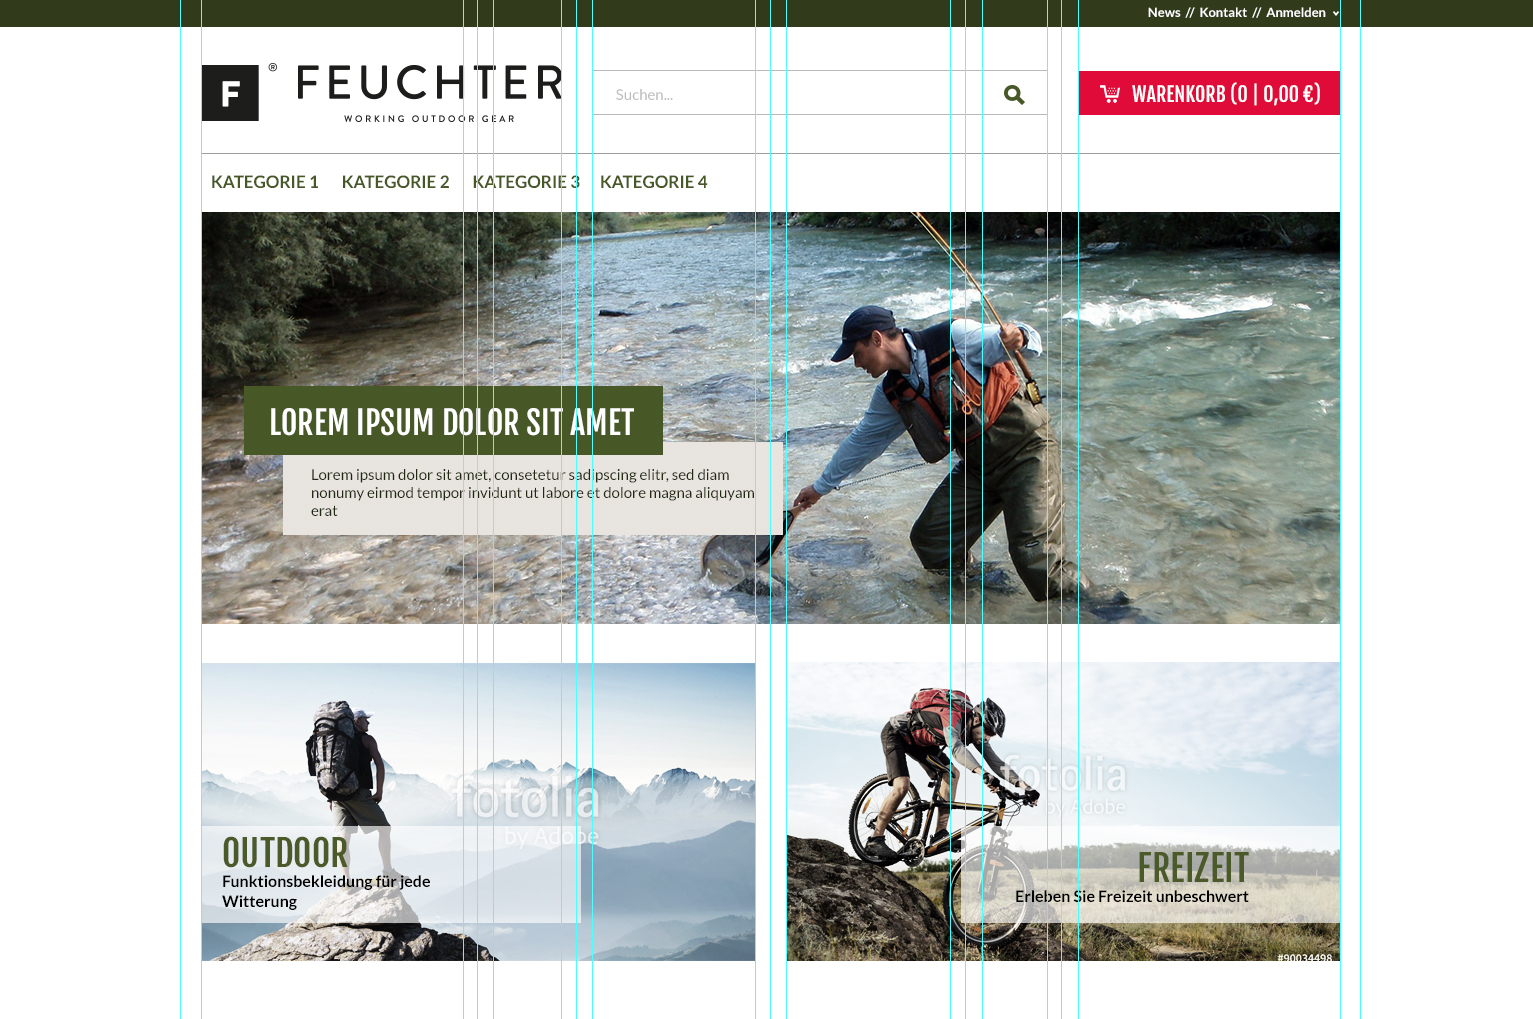 News // Kontakt // Anmelden
F ® FEUCHTER
WORKING OUTDOOR GEAR
Suchen...
WARENKORB (0 | 0,00 €)
KATEGORIE 1 KATEGORIE 2 KATEGORIE 3 KATEGORIE 4
LOREM IPSUM DOLOR SIT AMET
Lorem ipsum dolor sit amet, consetetur sadipscing elitr, sed diam
nonumy eirmod tempor invidunt ut labore et dolore magna aliquyam
erat
fotolia
by Adobe
OUTDOOR
Funktionsbekleidung für jede
Witterung
fotolia
by Adobe
FREIZEIT
Erleben Sie Freizeit unbeschwert
#90034498